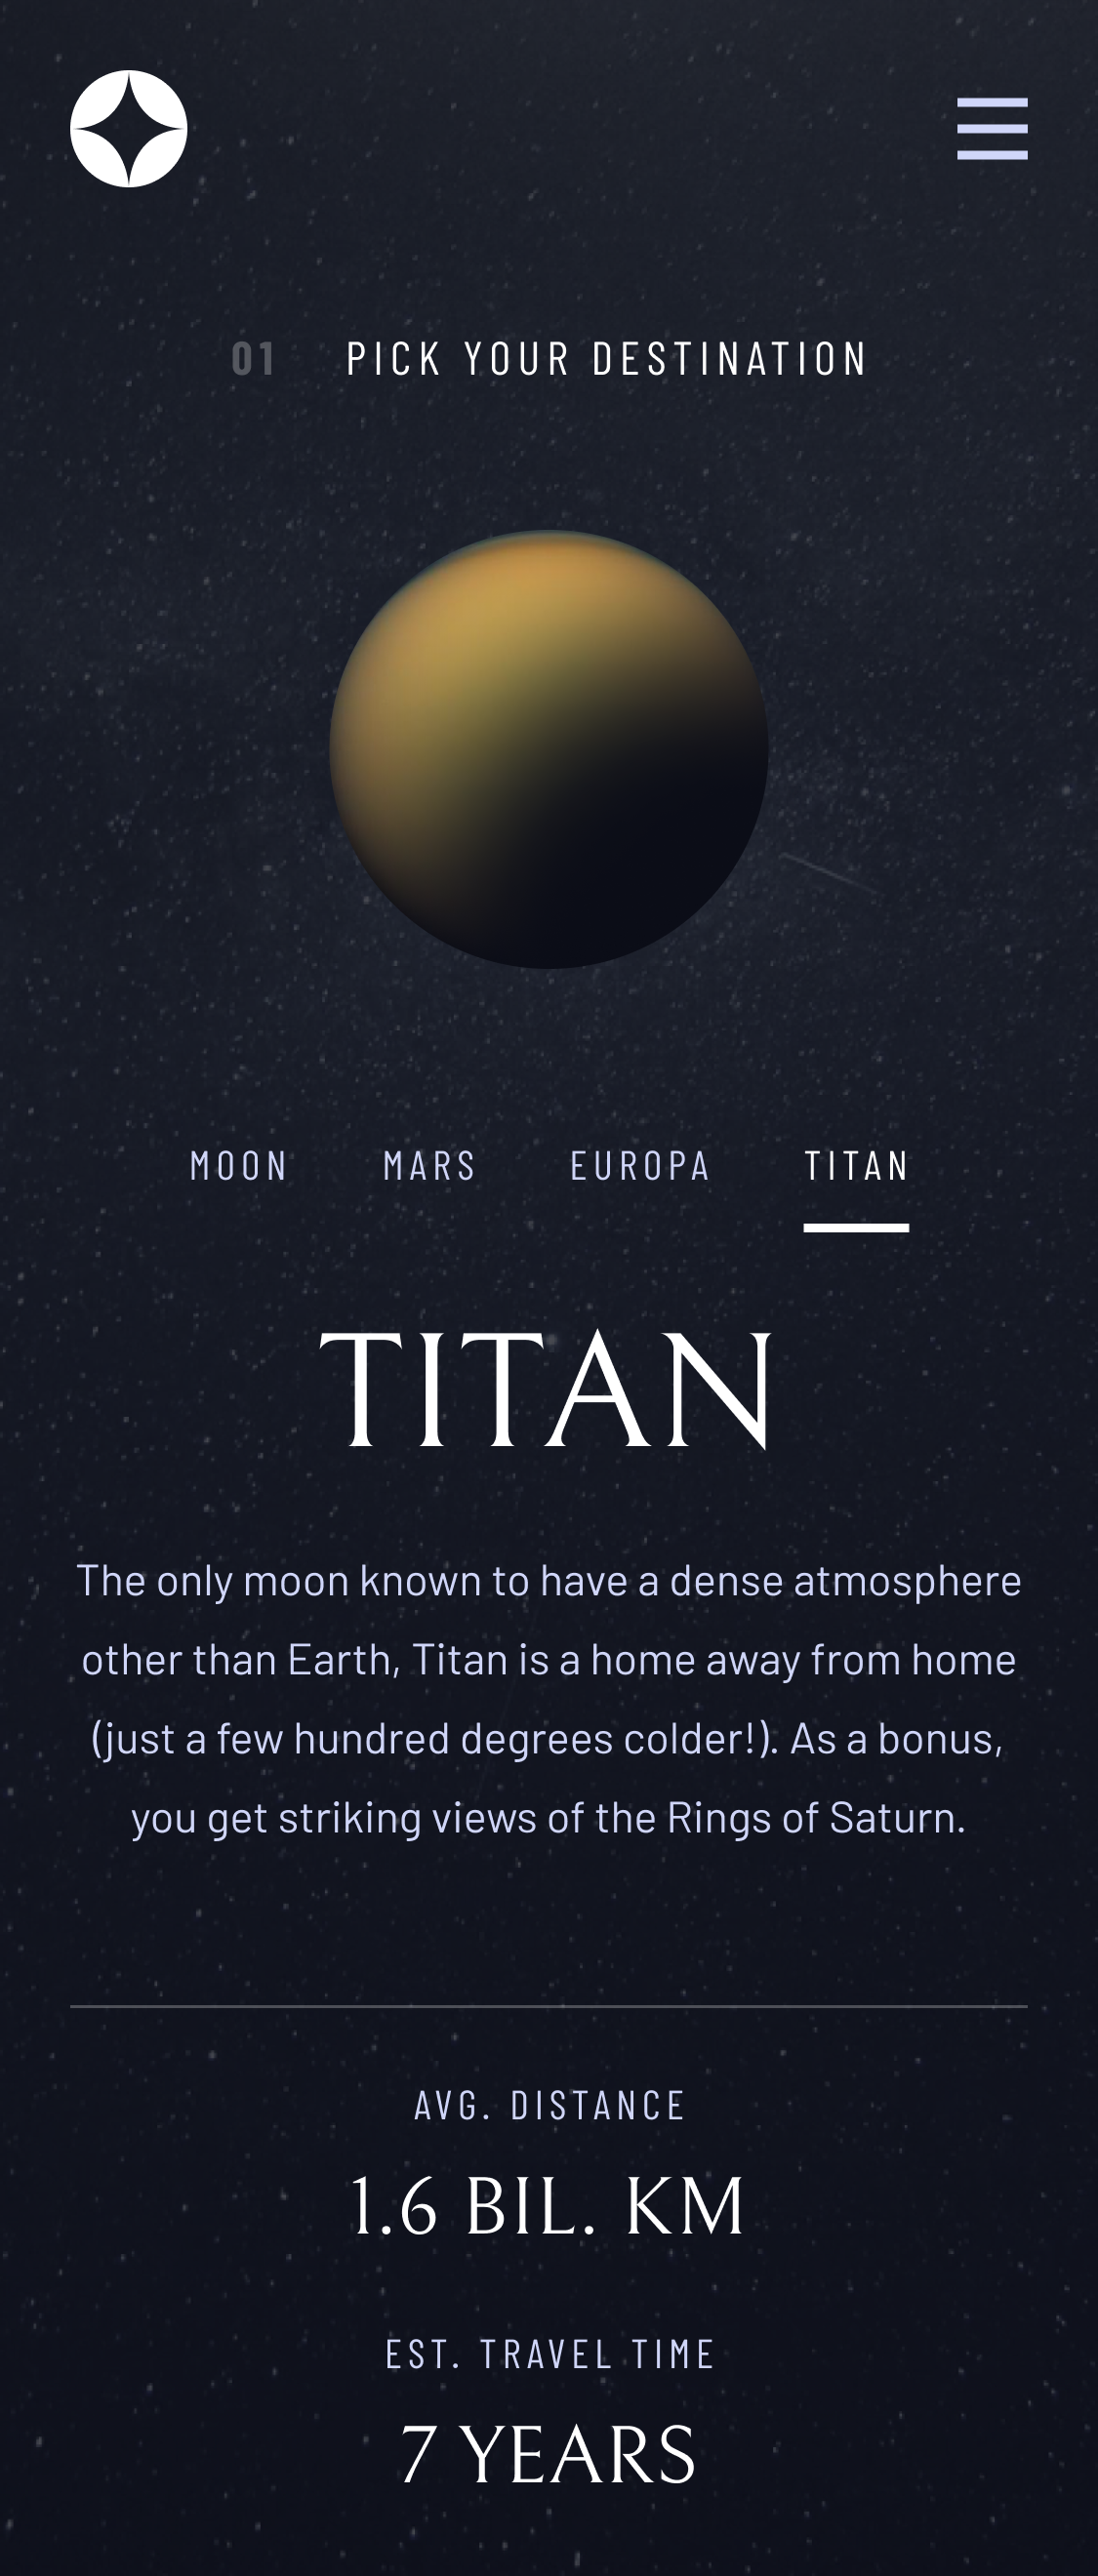 01 PICK YOUR DESTINATION
MOON MARS EUROPA TITAN
TITAN
The only moon known to have a dense atmosphere
other than Earth, Titan is a home away from home
(just a few hundred degrees colder!). As a bonus,
you get striking views of the Rings of Saturn.
AVG. DISTANCE
1.6 BIL. KM
EST. TRAVEL TIME
7 YEARS